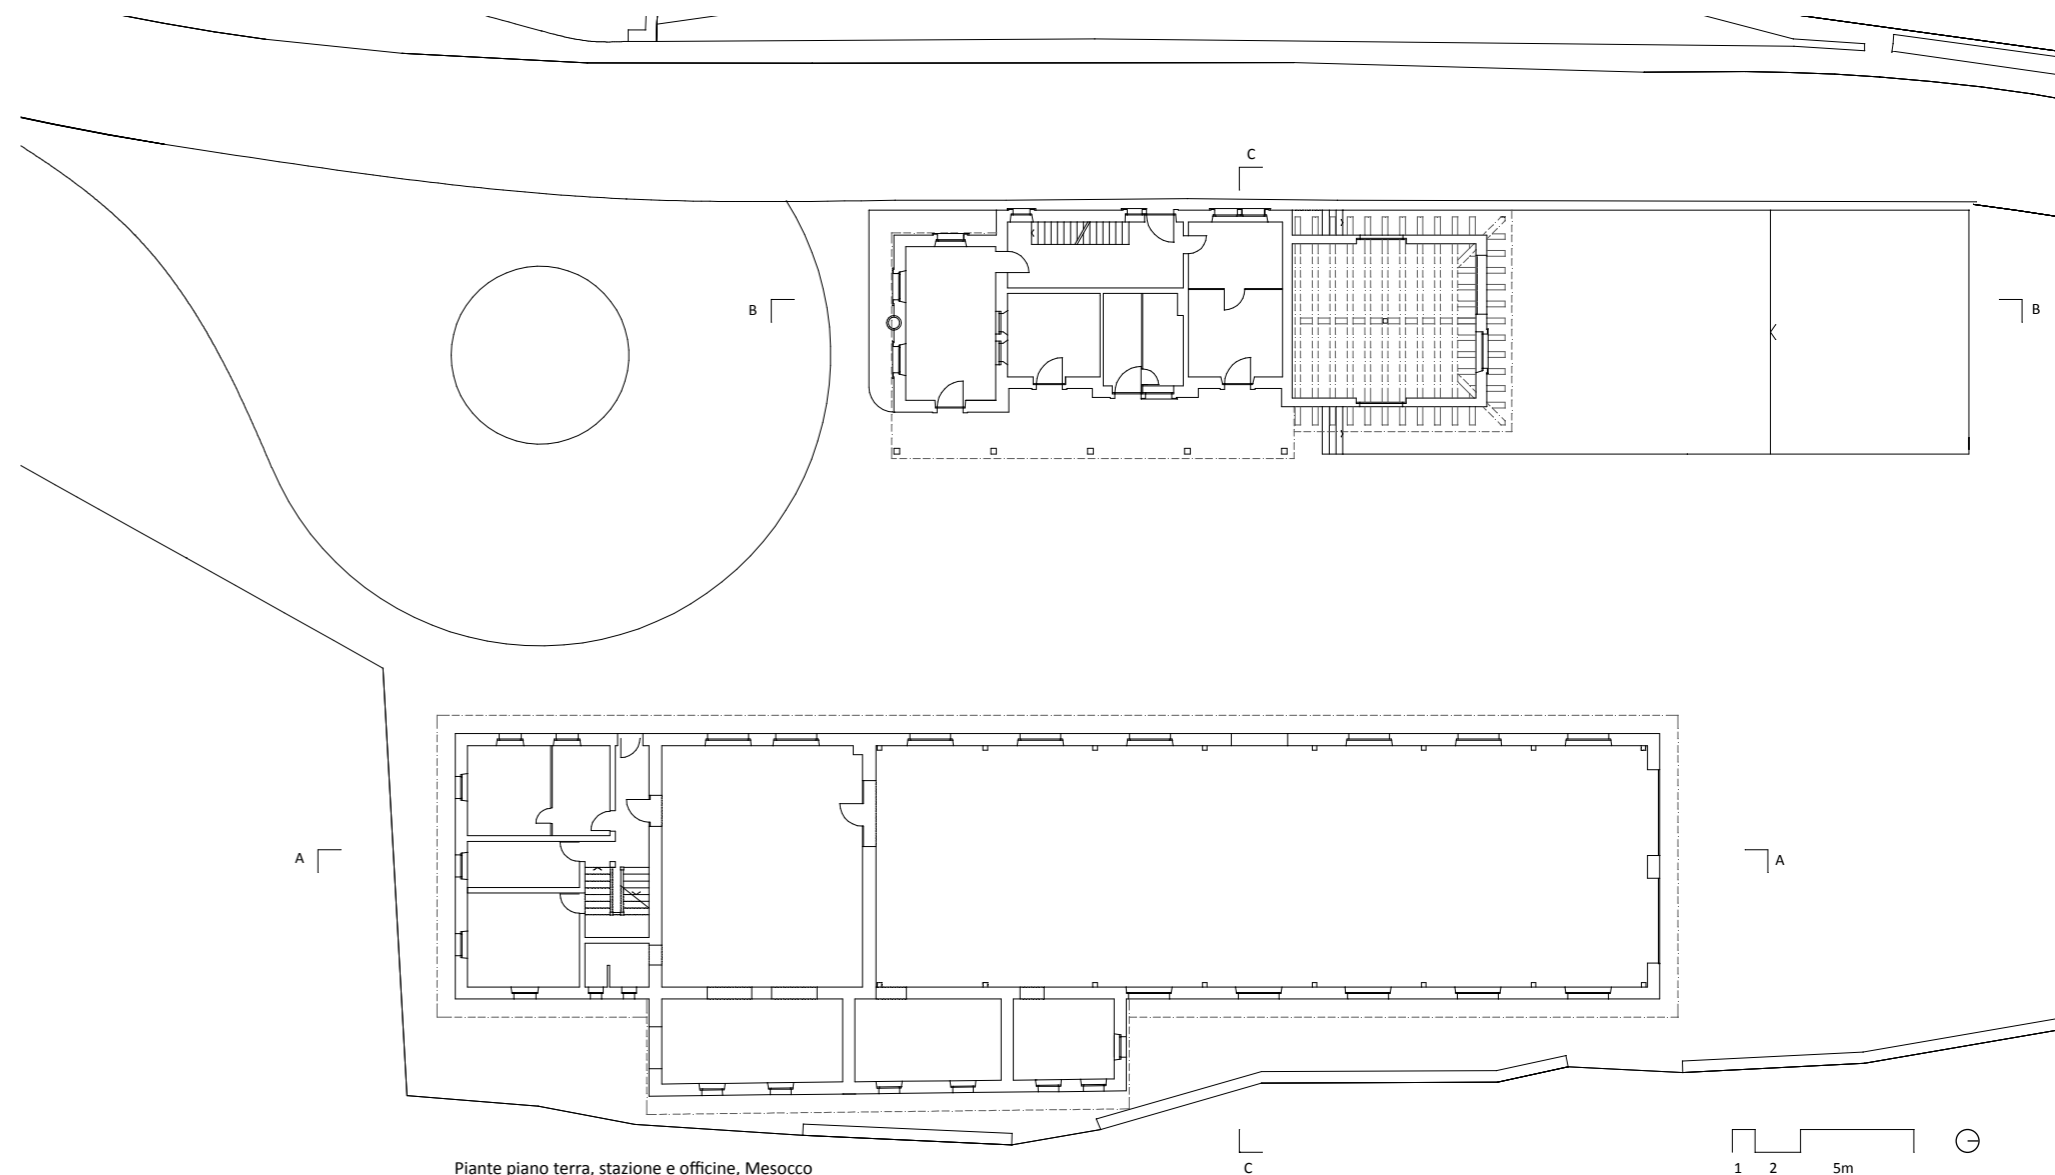 C
B
B
A
A
Piante piano terra, stazione e officine, Mesocco
C
1 2 5m